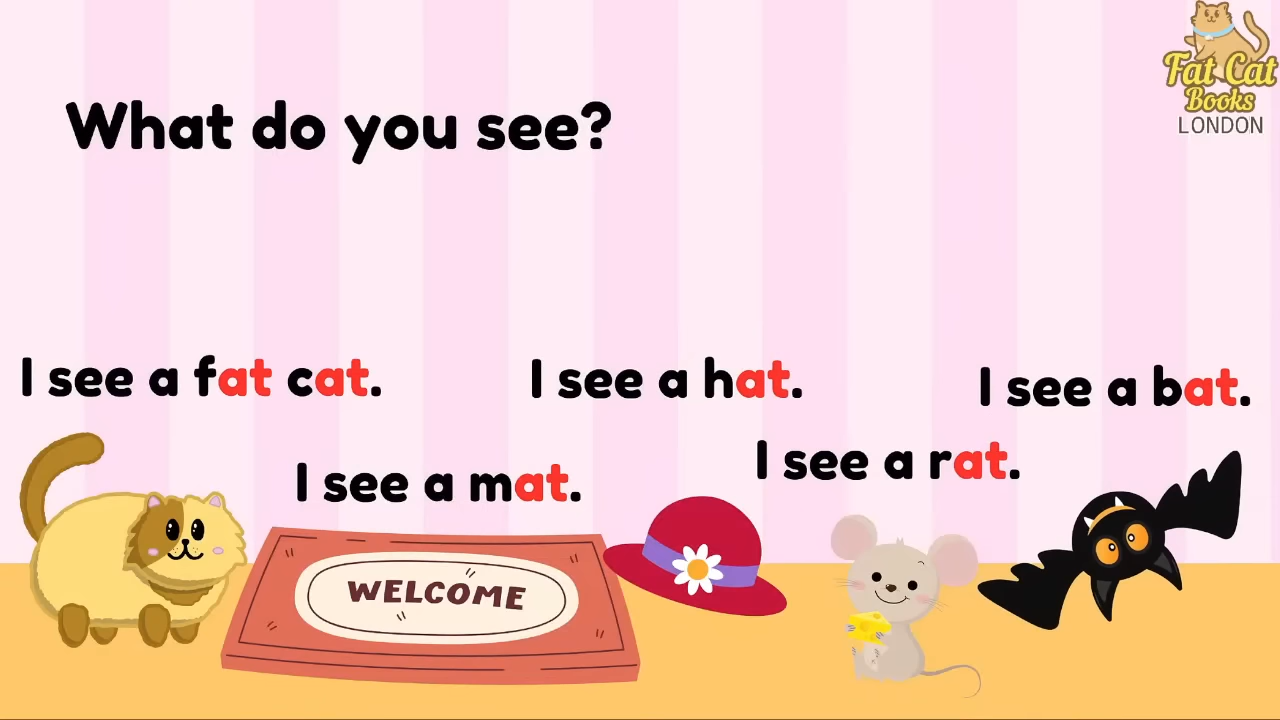 Fat Cat
Books
LONDON
What do you see?
I see a fat cat.
I see a hat.
I see a bat.
I see a mat.
I see a rat.
WELCOME